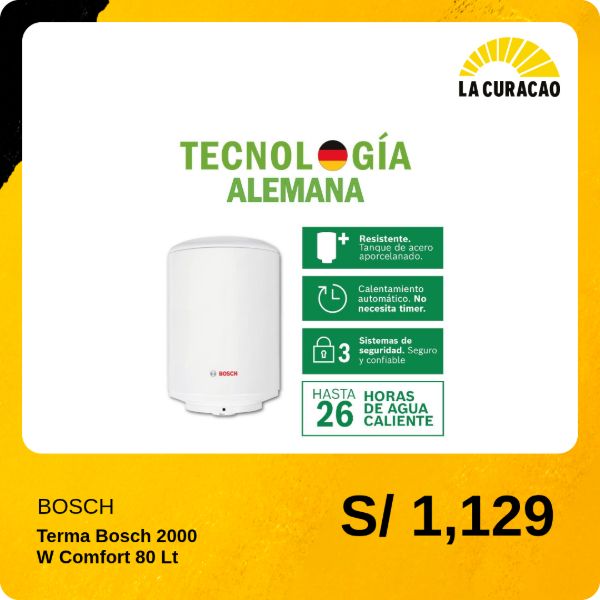 LA CURACAO
TECNOLOGÍA
ALEMANA
Resistente.
Tanque de acero
aporcelanado.
Calentamiento
automático. No
necesita timer.
3
Sistemas de
seguridad. Seguro
y confiable
HASTA
26
HORAS
DE AGUA
CALIENTE
BOSCH
BOSCH
Terma Bosch 2000
W Comfort 80 Lt
S/ 1,129